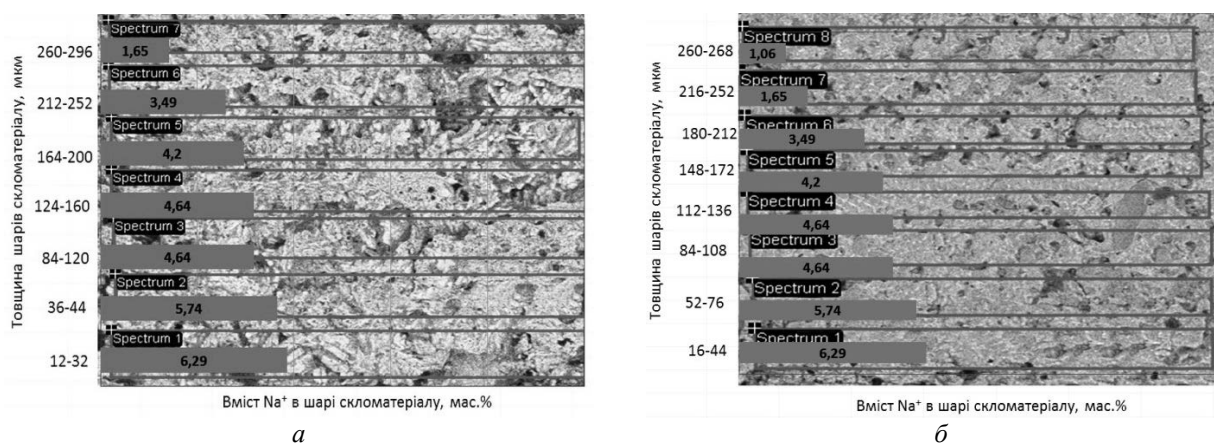 Товщина шарів скломатеріалу, мкм
260-296
Spectrum 7
1,65
212-252
Spectrum 6
3,49
164-200
Spectrum 5
4,2
124-160
Spectrum 4
4,64
84-120
Spectrum 3
4,64
36-44
Spectrum 2
5,74
12-32
Spectrum 1
6,29
Вміст Na⁺ в шарі скломатеріалу, мас.%
а
Товщина шарів скломатеріалу, мкм
260-268
Spectrum 8
1,06
216-252
Spectrum 7
1,65
180-212
Spectrum 6
3,49
148-172
Spectrum 5
4,2
112-136
Spectrum 4
4,64
84-108
Spectrum 3
4,64
52-76
Spectrum 2
5,74
16-44
Spectrum 1
6,29
Вміст Na⁺ в шарі скломатеріалу, мас.%
б